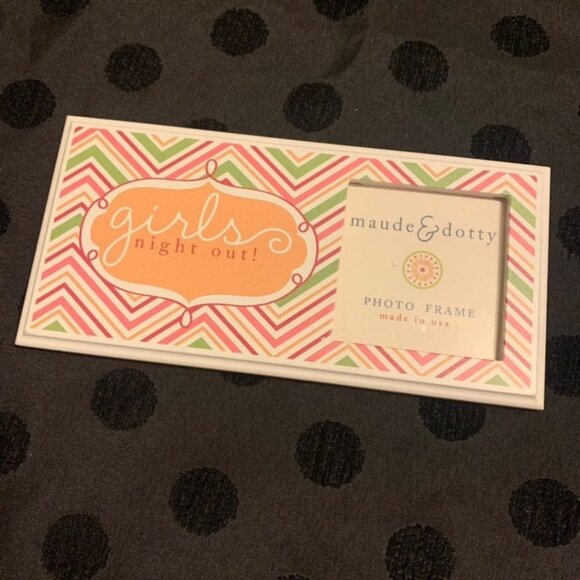 girls
night out!
maude&dotty
PHOTO FRAME
made in usa